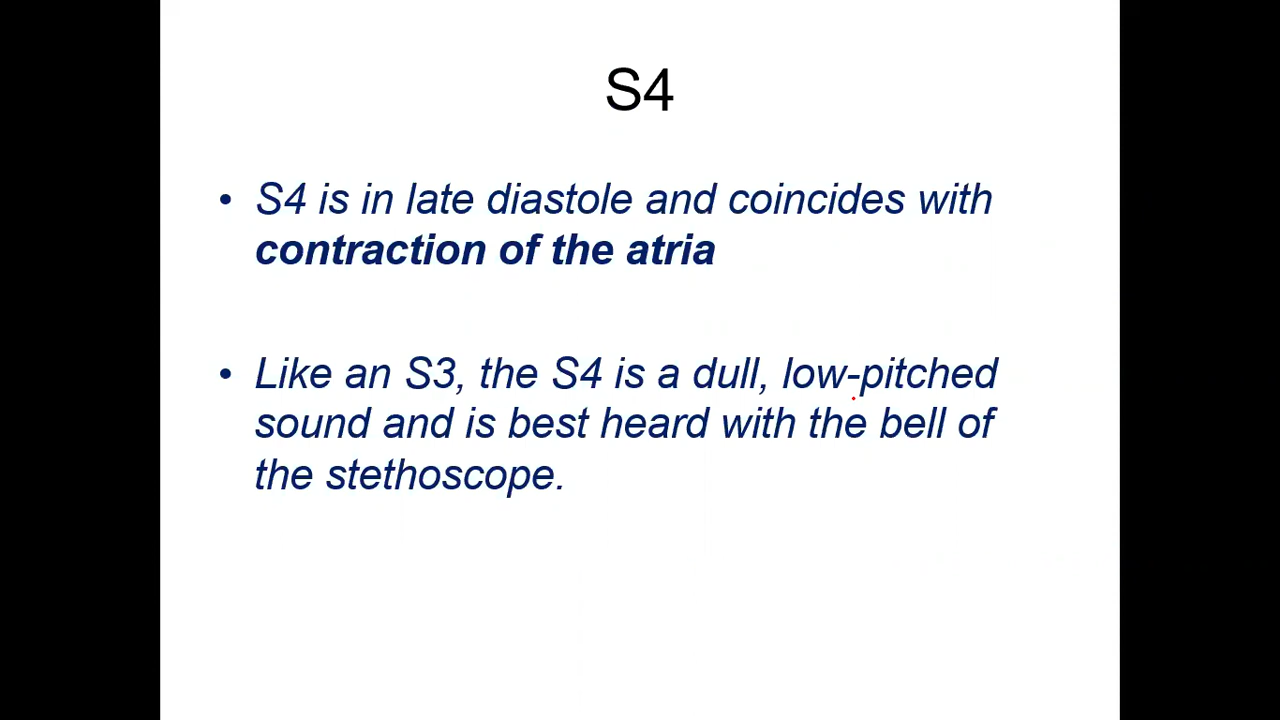 S4
• S4 is in late diastole and coincides with
contraction of the atria
• Like an S3, the S4 is a dull, low-pitched
sound and is best heard with the bell of
the stethoscope.